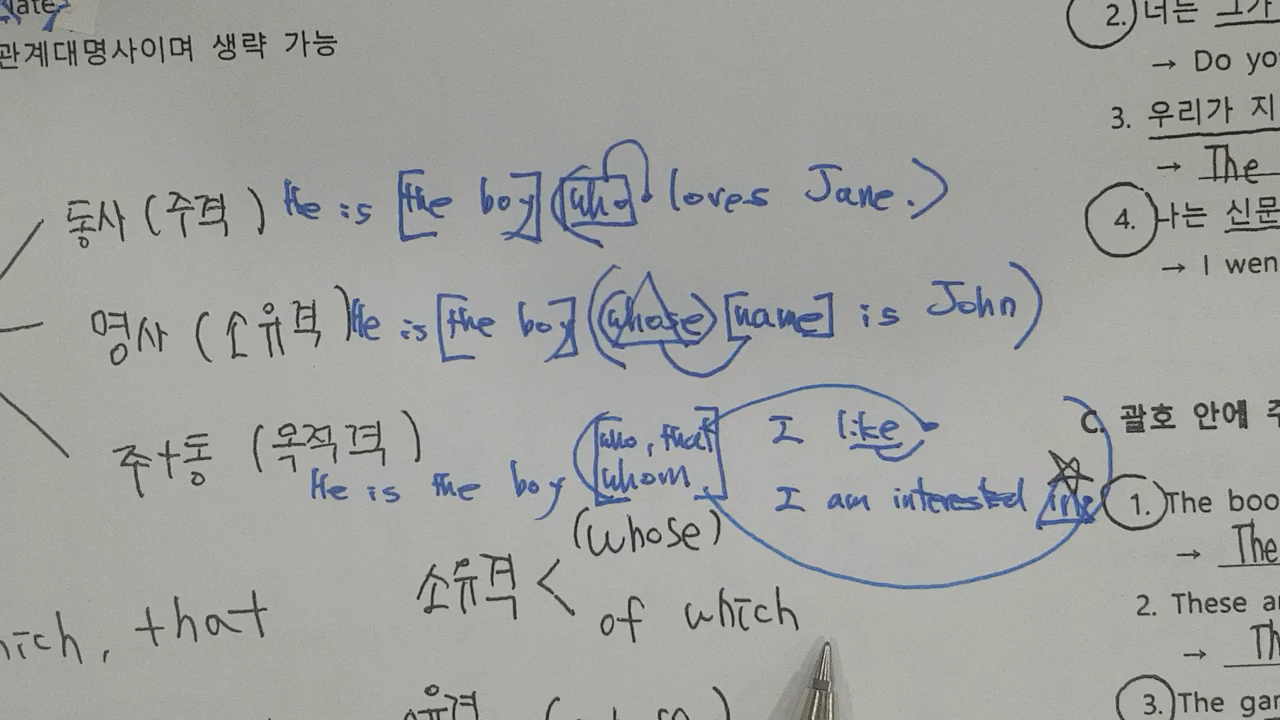 관계대명사이며 생략 가능
동사 (주격) He is [the boy] (who loves Jane.)
명사 (소유격) He is [the boy] (whose) [name] is John)
주+동 (목적격)
He is the boy
who, that
whom
I like
I am interested in
소유격 <
(whose)
of which
that
2. 너는 그가
→ Do yo
3. 우리가 지
→ The
4. 나는 신문
→ I wen
C. 괄호 안에 주
1. The boo
→ The
2. These a
→ Th
3. The gar